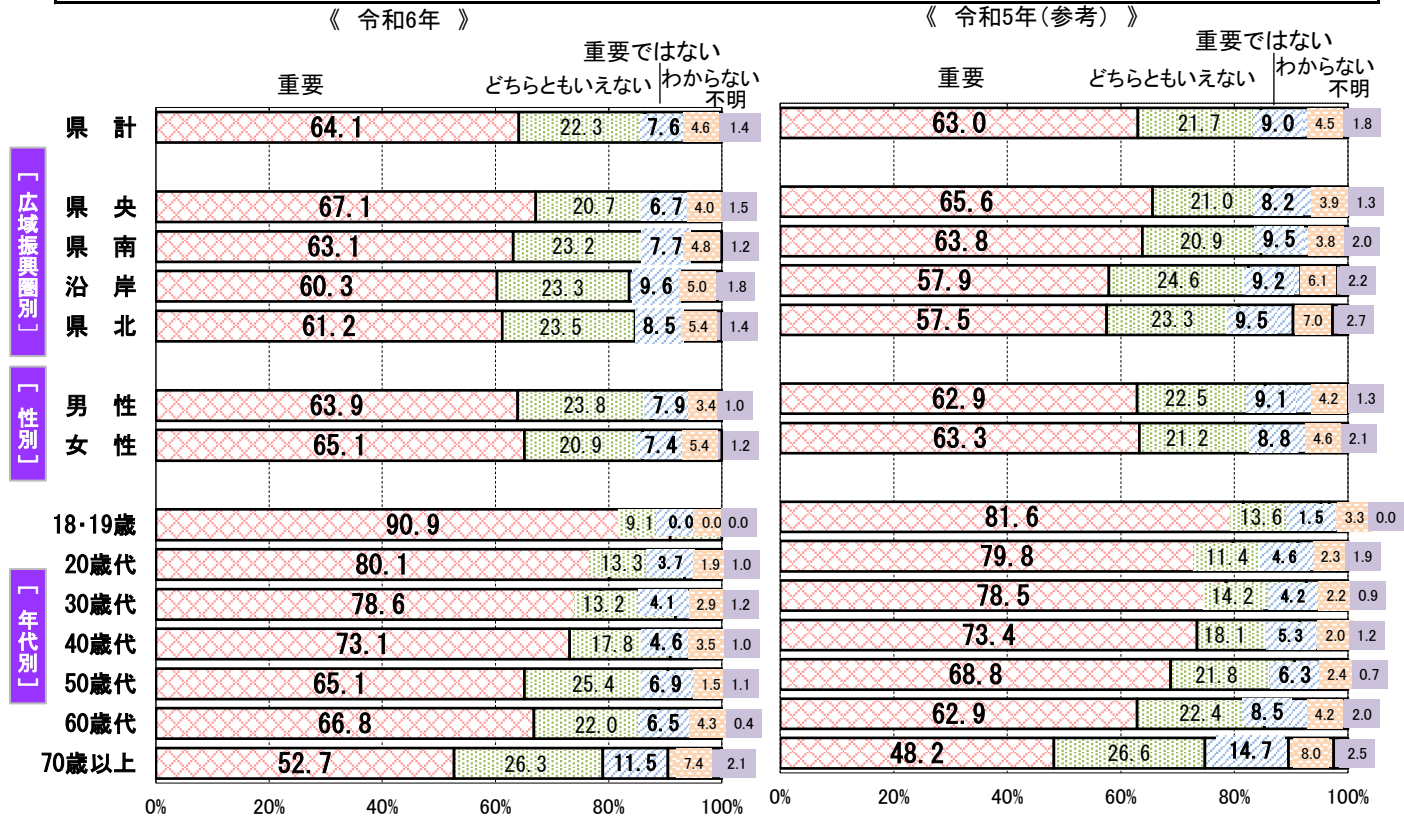 《 令和6年 》
《 令和5年(参考) 》
重要
どちらともいえない
重要ではない
わからない
不明
重要
どちらともいえない
重要ではない
わからない
不明
県 計 64.1 22.3 7.6 4.6 1.4 63.0 21.7 9.0 4.5 1.8
[広域振興圏別]
県 央 67.1 20.7 6.7 4.0 1.5 65.6 21.0 8.2 3.9 1.3
県 南 63.1 23.2 7.7 4.8 1.2 63.8 20.9 9.5 3.8 2.0
沿 岸 60.3 23.3 9.6 5.0 1.8 57.9 24.6 9.2 6.1 2.2
県 北 61.2 23.5 8.5 5.4 1.4 57.5 23.3 9.5 7.0 2.7
[性別]
男 性 63.9 23.8 7.9 3.4 1.0 62.9 22.5 9.1 4.2 1.3
女 性 65.1 20.9 7.4 5.4 1.2 63.3 21.2 8.8 4.6 2.1
[年代別]
18・19歳 90.9 9.1 0.0 0.0 0.0 81.6 13.6 1.5 3.3 0.0
20歳代 80.1 13.3 3.7 1.9 1.0 79.8 11.4 4.6 2.3 1.9
30歳代 78.6 13.2 4.1 2.9 1.2 78.5 14.2 4.2 2.2 0.9
40歳代 73.1 17.8 4.6 3.5 1.0 73.4 18.1 5.3 2.0 1.2
50歳代 65.1 25.4 6.9 1.5 1.1 68.8 21.8 6.3 2.4 0.7
60歳代 66.8 22.0 6.5 4.3 0.4 62.9 22.4 8.5 4.2 2.0
70歳以上 52.7 26.3 11.5 7.4 2.1 48.2 26.6 14.7 8.0 2.5
0% 20% 40% 60% 80% 100%
0% 20% 40% 60% 80% 100%